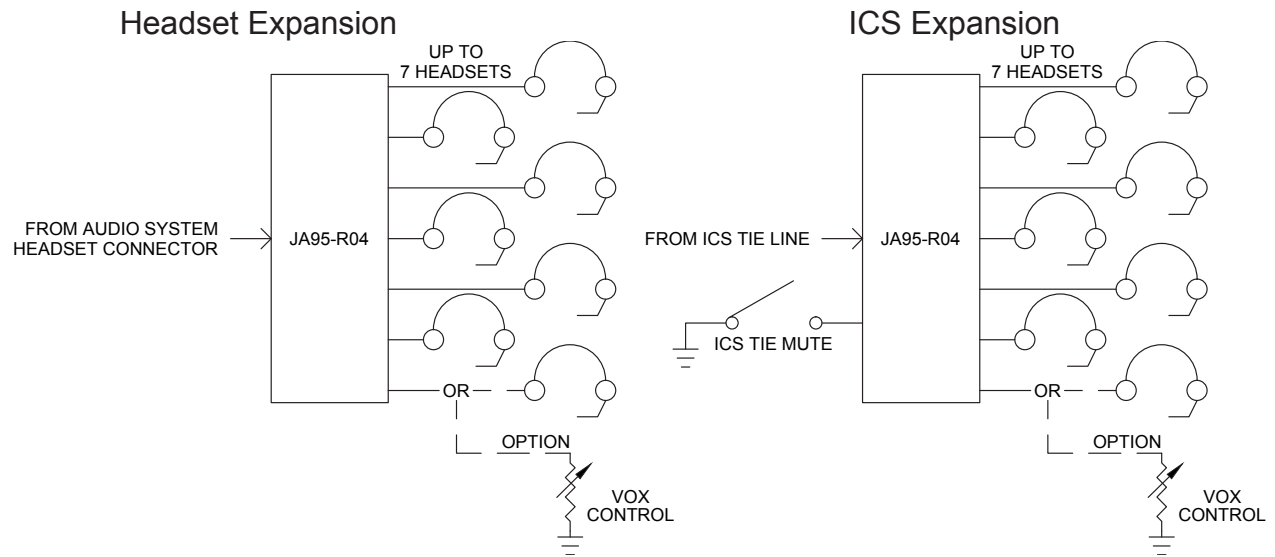 Headset Expansion
UP TO
7 HEADSETS
FROM AUDIO SYSTEM
HEADSET CONNECTOR
JA95-R04
OR
OPTION
VOX
CONTROL
ICS Expansion
UP TO
7 HEADSETS
FROM ICS TIE LINE
JA95-R04
ICS TIE MUTE
OR
OPTION
VOX
CONTROL